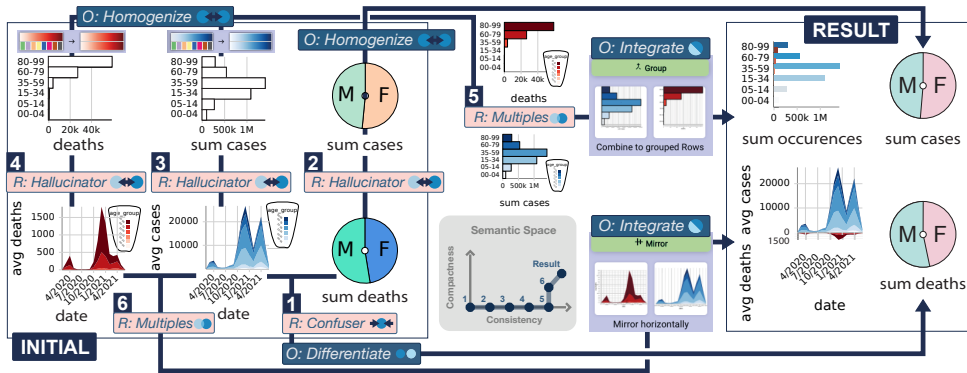 O: Homogenize
O: Homogenize
80-99
60-79
35-59
15-34
05-14
00-04
0
20k
40k
deaths
80-99
60-79
35-59
15-34
05-14
00-04
0
500k
1M
sum cases
M
F
sum cases
4
R: Hallucinator
3
R: Hallucinator
2
R: Hallucinator
avg deaths
1500
1000
500
0
4/2020
7/2020
10/2020
1/2021
4/2021
date
age_group
avg cases
20000
10000
0
4/2020
7/2020
10/2020
1/2021
4/2021
date
age_group
M
F
sum deaths
6
R: Multiples
1
R: Confuser
INITIAL
O: Differentiate
80-99
60-79
35-59
15-34
05-14
00-04
0
20k
40k
deaths
age_group
5
R: Multiples
80-99
60-79
35-59
15-34
05-14
00-04
0
500k
1M
sum cases
age_group
Semantic Space
Compactness
Consistency
1
2
3
4
5
6
Result
O: Integrate
Group
Combine to grouped Rows
O: Integrate
Mirror
Mirror horizontally
RESULT
80-99
60-79
35-59
15-34
05-14
00-04
0
500k
1M
sum occurences
M
F
sum cases
avg deaths avg cases
20000
10000
0
1500
4/2020
7/2020
10/2020
1/2021
4/2021
date
M
F
sum deaths